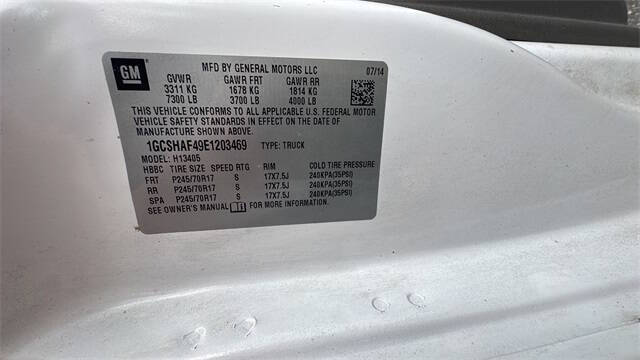 GM
MFD BY GENERAL MOTORS LLC 07/14
GVWR GAWR FRT GAWR RR
3311 KG 1678 KG 1814 KG
7300 LB 3700 LB 4000 LB
THIS VEHICLE CONFORMS TO ALL APPLICABLE U.S. FEDERAL MOTOR
VEHICLE SAFETY STANDARDS IN EFFECT ON THE DATE OF
MANUFACTURE SHOWN ABOVE.
1GCSHAF49E1203469 TYPE: TRUCK
MODEL: H13405
HBBC TIRE SIZE SPEED RTG RIM COLD TIRE PRESSURE
FRT P245/70R17 S 17X7.5J 240KPA(35PSI)
RR P245/70R17 S 17X7.5J 240KPA(35PSI)
SPA P245/70R17 S 17X7.5J 240KPA(35PSI)
SEE OWNER'S MANUAL FOR MORE INFORMATION.